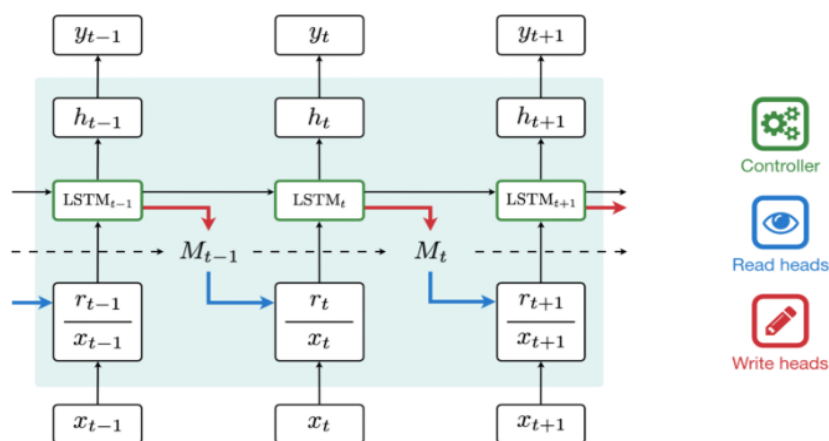 y_{t-1} y_t y_{t+1}
h_{t-1} h_t h_{t+1}
LSTM_{t-1} LSTM_t LSTM_{t+1}
M_{t-1} M_t
r_{t-1} r_t r_{t+1}
x_{t-1} x_t x_{t+1}
x_{t-1} x_t x_{t+1}
Controller
Read heads
Write heads